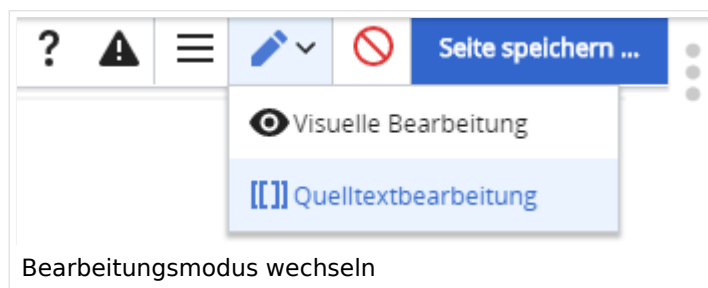 ? Seite speichern ...
Visuelle Bearbeitung
[[]] Quelltextbearbeitung
Bearbeitungsmodus wechseln